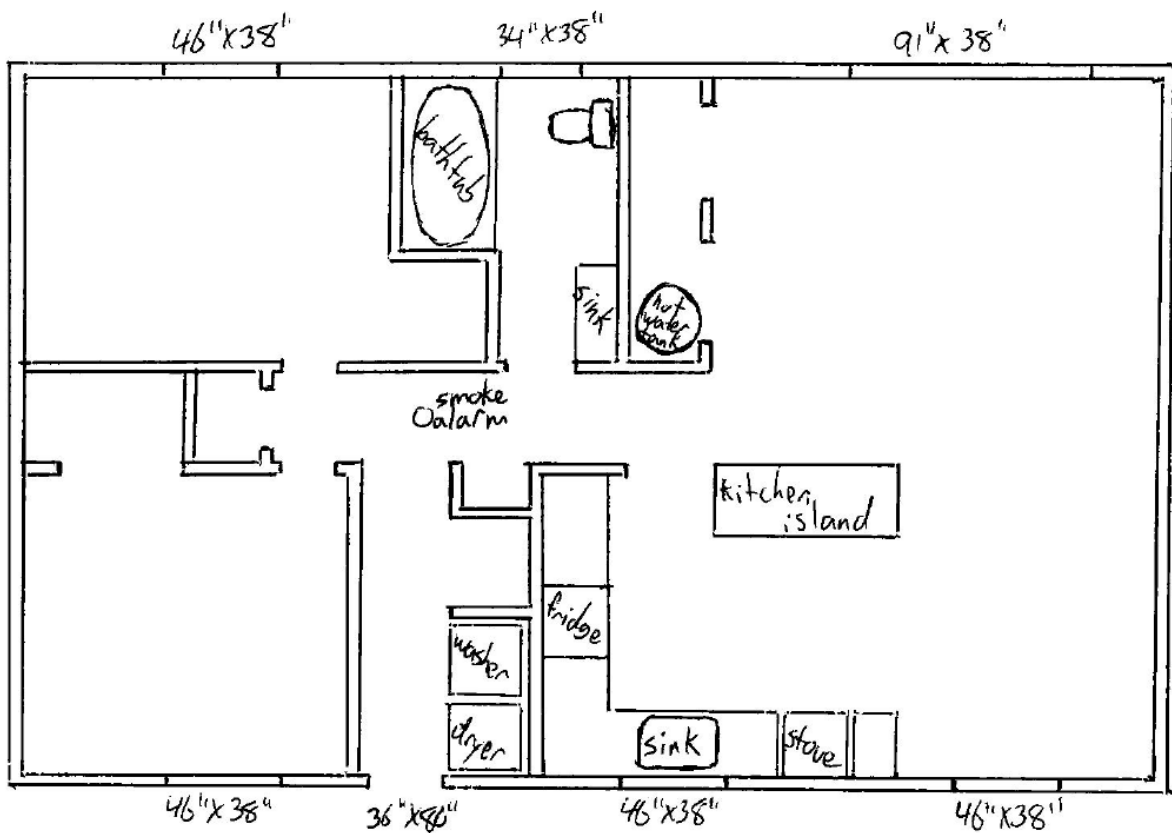 46"X38"
34"X38"
91"X38"
bathtub
sink
hot
water
tank
smoke
alarm
kitchen
island
fridge
washer
dryer
sink
stove
46"X38"
36"X80"
46"X38"
46"X38"